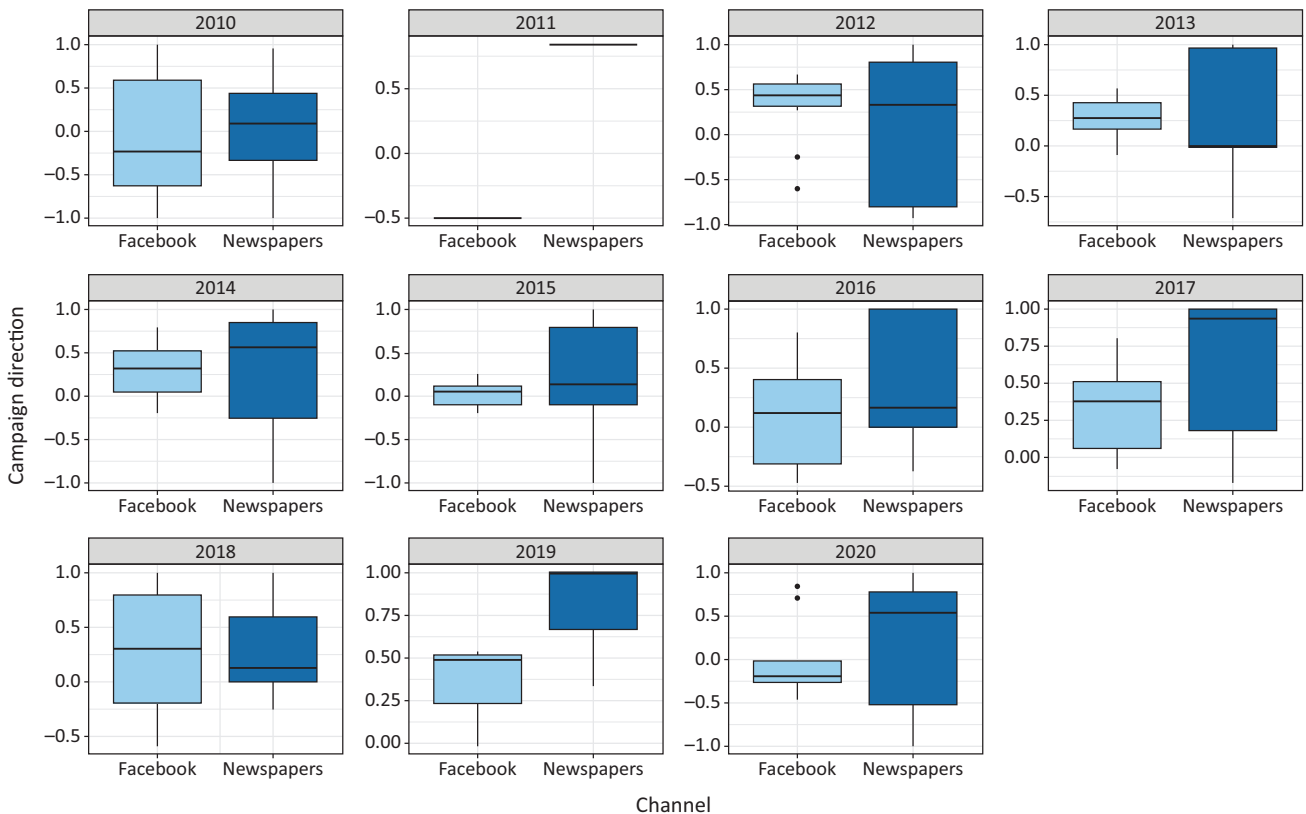 2010 2011 2012 2013
1.0 0.5 0.0 −0.5 −1.0
0.5 0.0 −0.5
1.0 0.5 0.0 −0.5 −1.0
1.0 0.5 0.0 −0.5
Facebook Newspapers Facebook Newspapers Facebook Newspapers Facebook Newspapers
Campaign direction
2014 2015 2016 2017
1.0 0.5 0.0 −0.5 −1.0
1.0 0.5 0.0 −0.5 −1.0
1.0 0.5 0.0 −0.5
1.00 0.75 0.50 0.25 0.00
Facebook Newspapers Facebook Newspapers Facebook Newspapers Facebook Newspapers
2018 2019 2020
1.0 0.5 0.0 −0.5
1.00 0.75 0.50 0.25 0.00
1.0 0.5 −0.0 −0.5 −1.0
Facebook Newspapers Facebook Newspapers Facebook Newspapers
Channel